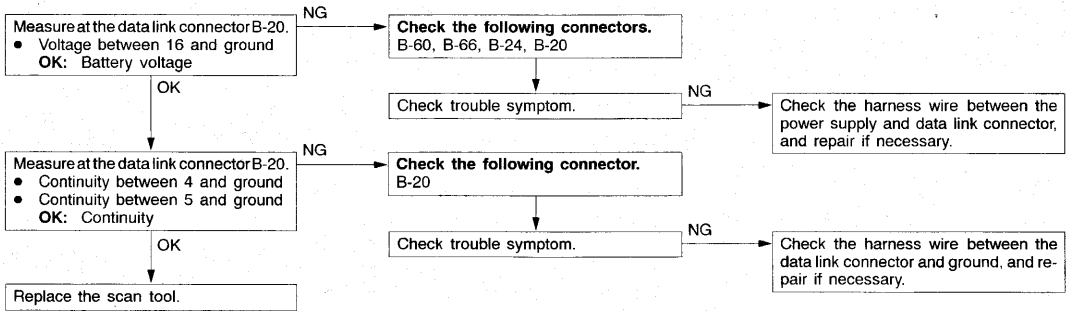 Measure at the data link connector B-20.
● Voltage between 16 and ground
OK: Battery voltage
NG
Check the following connectors.
B-60, B-66, B-24, B-20
OK
Check trouble symptom.
NG
Check the harness wire between the
power supply and data link connector,
and repair if necessary.
Measure at the data link connector B-20.
● Continuity between 4 and ground
● Continuity between 5 and ground
OK: Continuity
NG
Check the following connector.
B-20
OK
Check trouble symptom.
NG
Check the harness wire between the
data link connector and ground, and re-
pair if necessary.
Replace the scan tool.